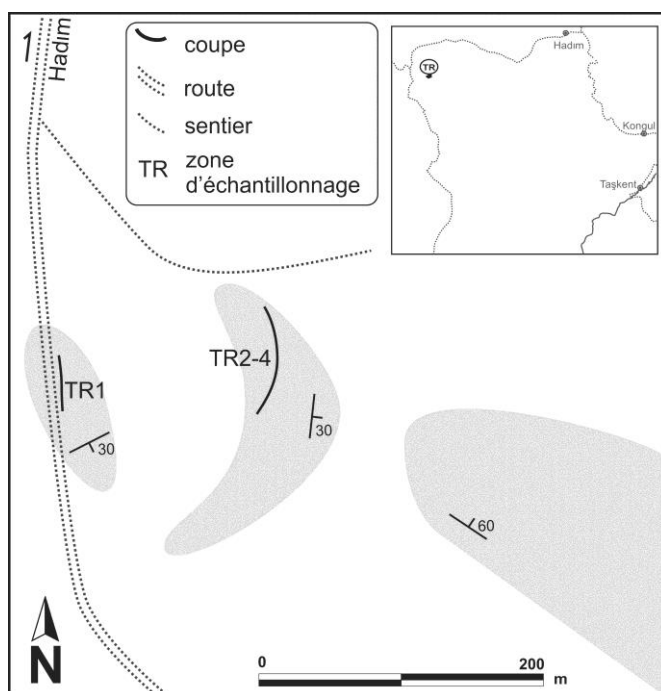 Hadım
coupe
route
sentier
TR zone
d'échantillonnage
TR
Hadım
Kongul
Taşkent
TR1
30
TR2-4
30
60
N
0 200
m